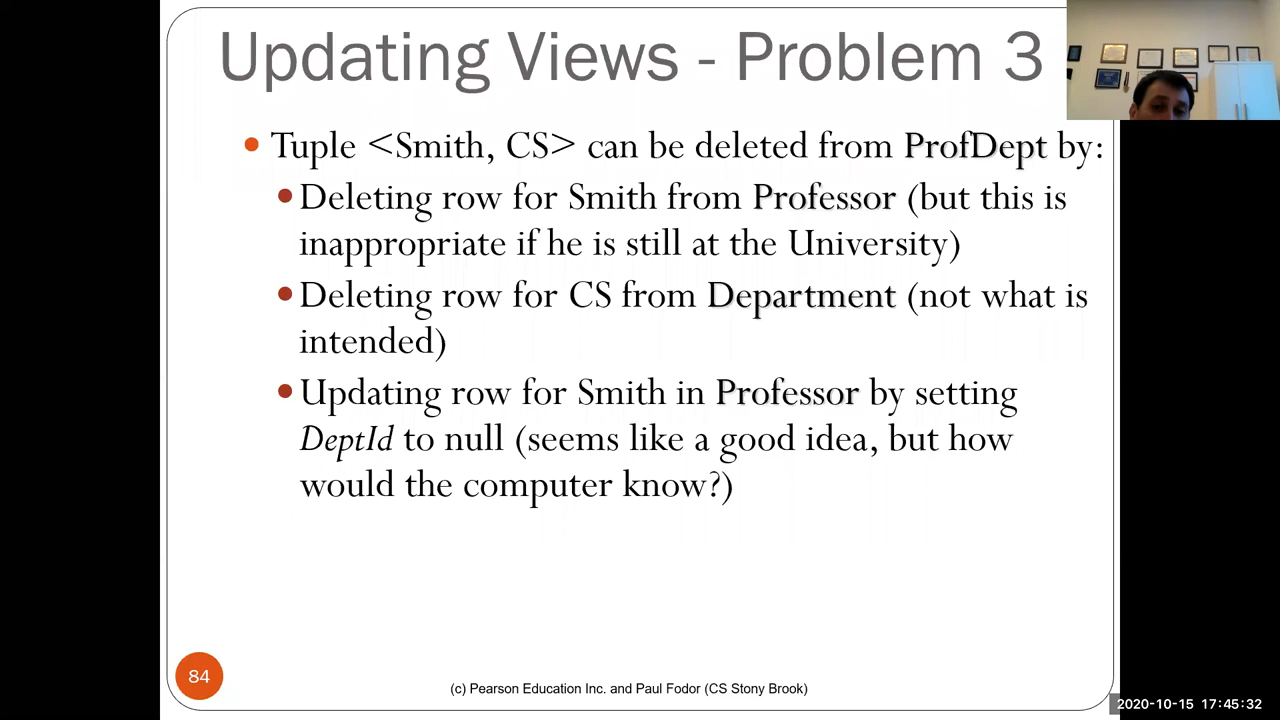 Updating Views - Problem 3
• Tuple <Smith, CS> can be deleted from ProfDept by:
• Deleting row for Smith from Professor (but this is
inappropriate if he is still at the University)
• Deleting row for CS from Department (not what is
intended)
• Updating row for Smith in Professor by setting
DeptId to null (seems like a good idea, but how
would the computer know?)
84
(c) Pearson Education Inc. and Paul Fodor (CS Stony Brook)
2020-10-15 17:45:32